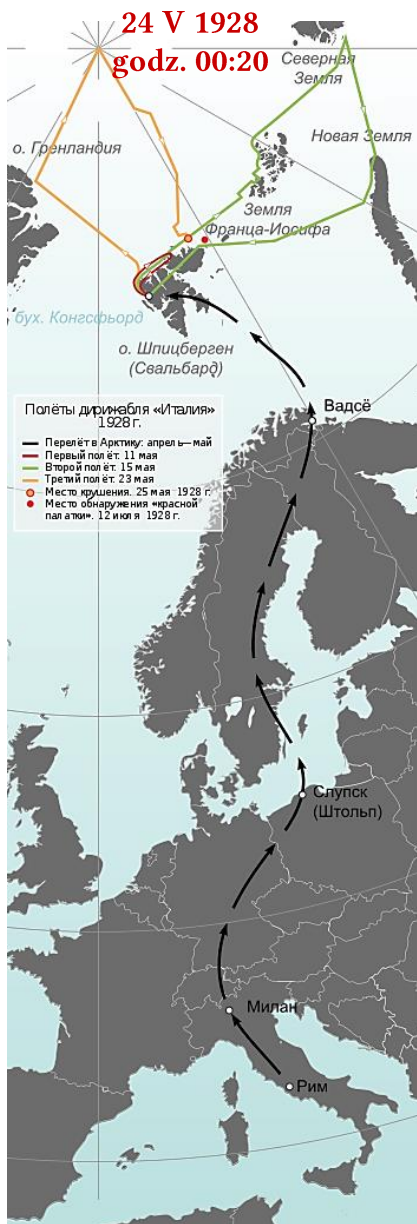 24 V 1928
godz. 00:20
Северная
Земля
Новая Земля
о. Гренландия
Земля
Франца-Иосифа
бух. Конгсфьорд
о. Шпицберген
(Свальбард)
Вадсё
Полёты дирижабля «Италия»
1928 г.
Перелёт в Арктику: апрель—май
Первый полёт: 11 мая
Второй полёт: 15 мая
Третий полёт: 23 мая
Место крушения. 25 мая 1928 г.
Место обнаружения «красной
палатки». 12 июля 1928 г.
Слупск
(Штольп)
Милан
Рим